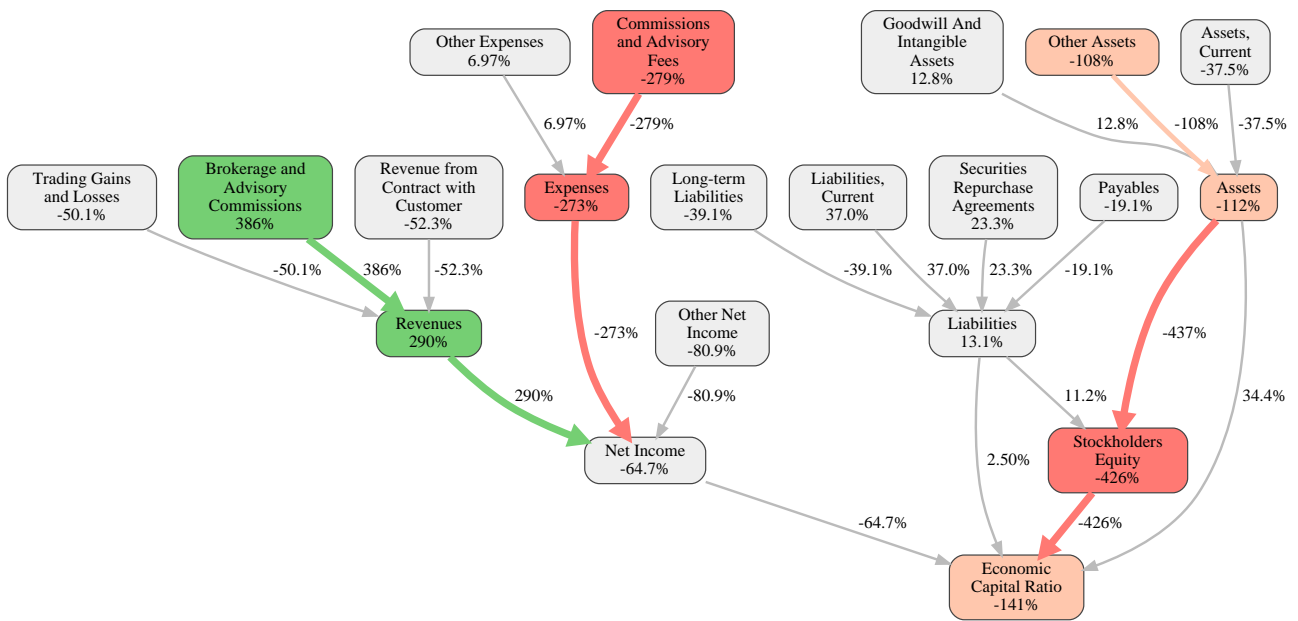 Other Expenses
6.97%
Commissions
and Advisory
Fees
-279%
Goodwill And
Intangible
Assets
12.8%
Other Assets
-108%
Assets,
Current
-37.5%
6.97%
-279%
12.8%
-108%
-37.5%
Trading Gains
and Losses
-50.1%
Brokerage and
Advisory
Commissions
386%
Revenue from
Contract with
Customer
-52.3%
Expenses
-273%
Long-term
Liabilities
-39.1%
Liabilities,
Current
37.0%
Securities
Repurchase
Agreements
23.3%
Payables
-19.1%
Assets
-112%
-50.1%
386%
-52.3%
-39.1%
37.0%
23.3%
-19.1%
Revenues
290%
-273%
Other Net
Income
-80.9%
Liabilities
13.1%
-437%
290%
-80.9%
11.2%
34.4%
Net Income
-64.7%
2.50%
Stockholders
Equity
-426%
-64.7%
-426%
Economic
Capital Ratio
-141%